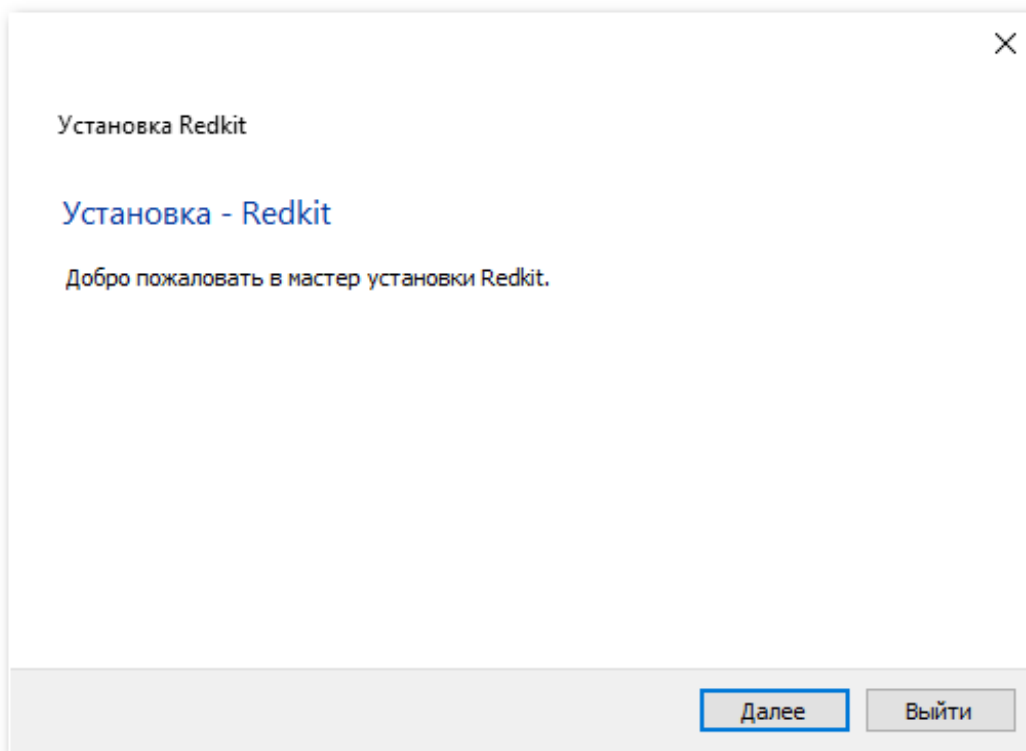 Установка Redkit
Установка - Redkit
Добро пожаловать в мастер установки Redkit.
Далее
Выйти